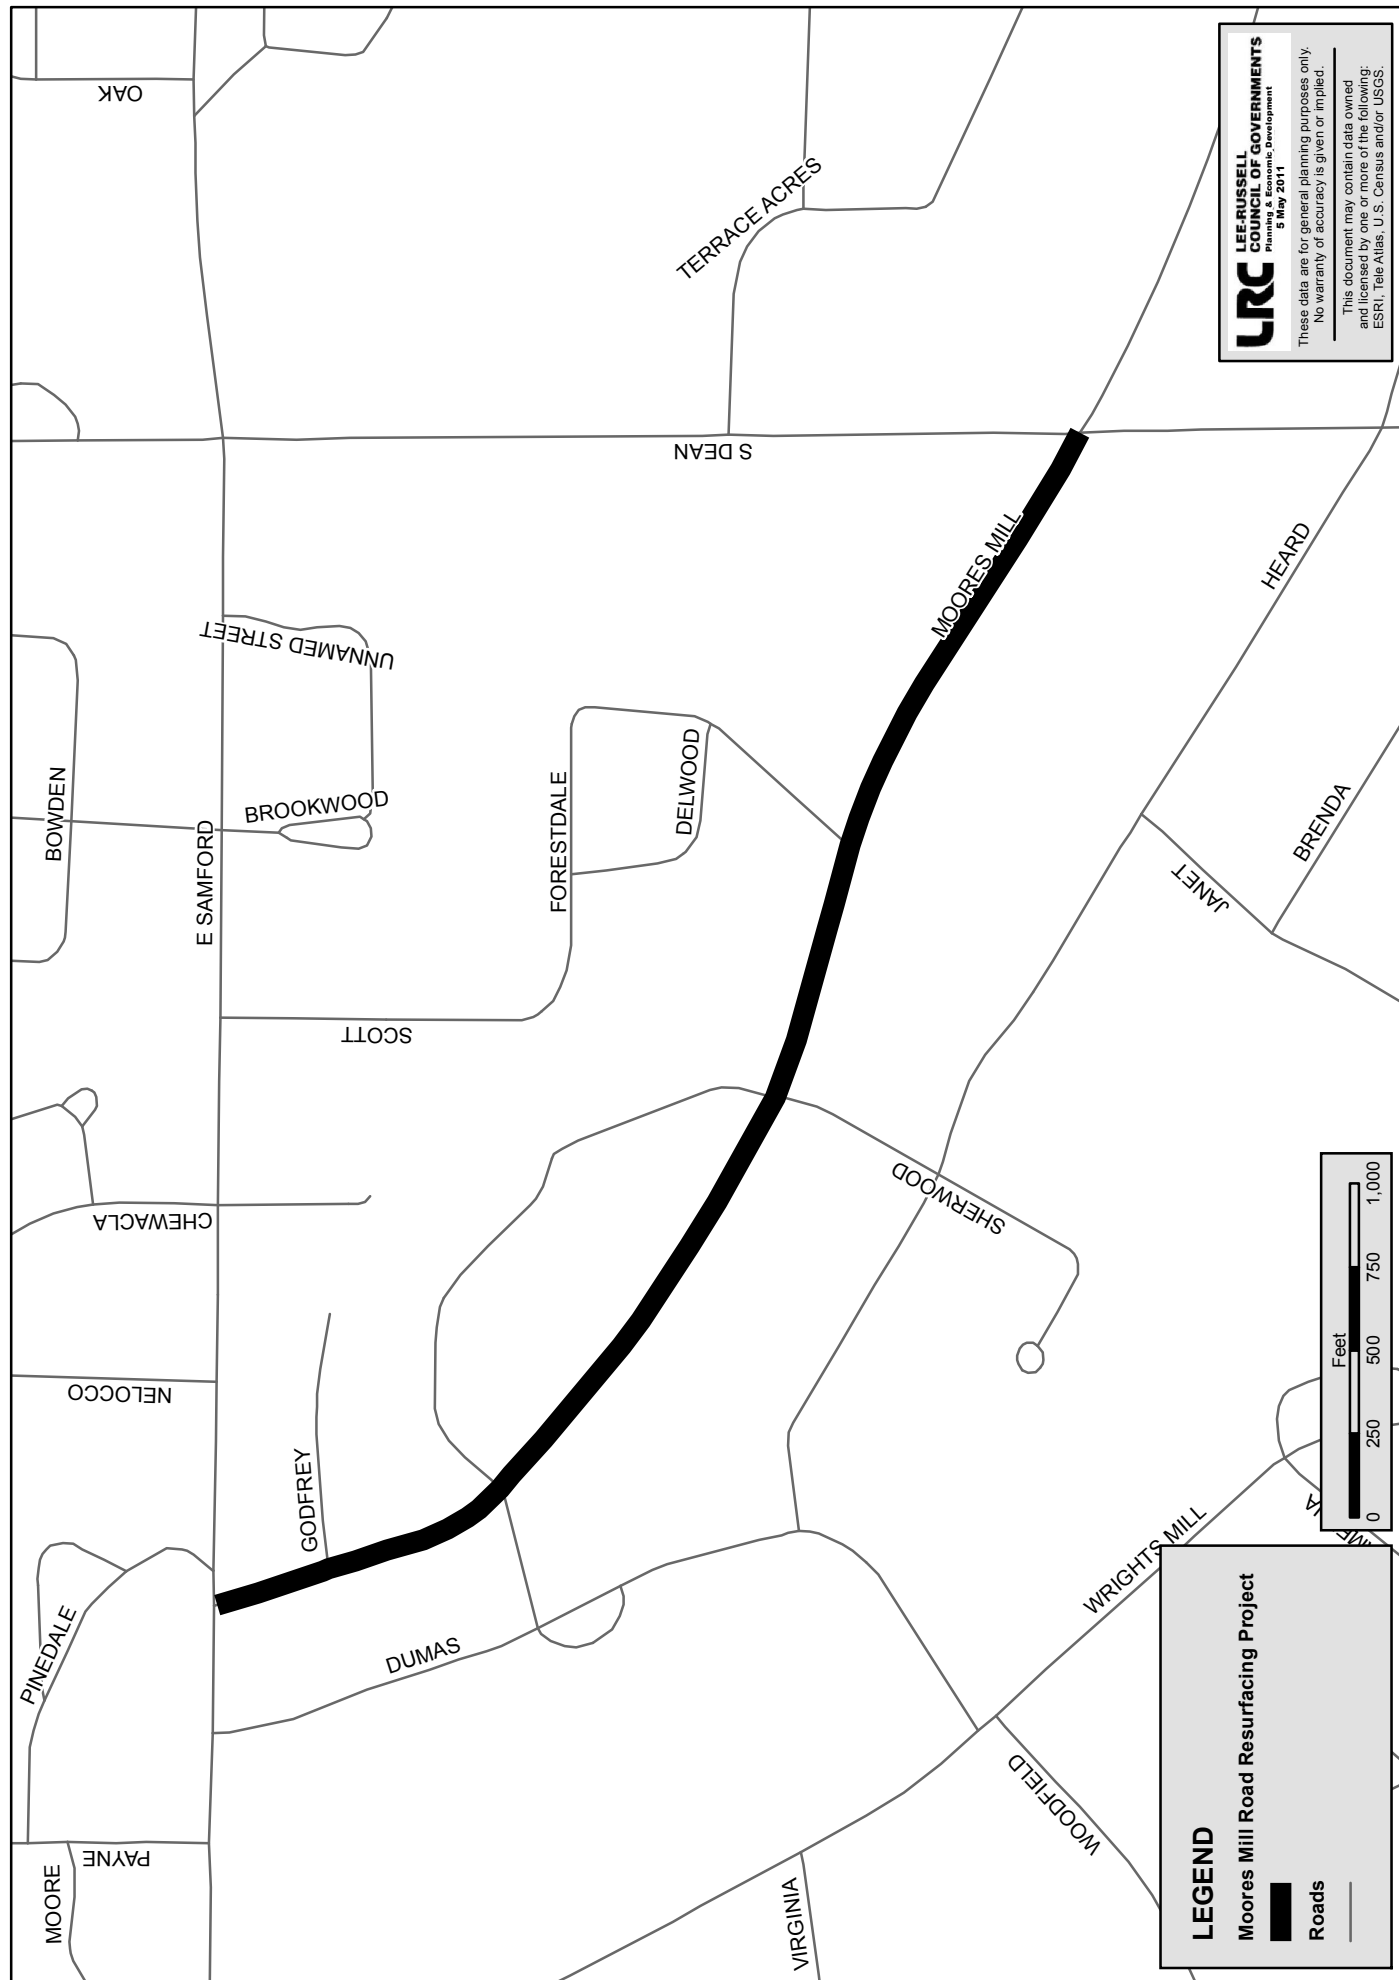 OAK
TERRACE ACRES
S DEAN
UNNAMED STREET
BOWDEN
BROOKWOOD
E SAMFORD
FORESTDALE
DELWOOD
MOORES MILL
HEARD
BRENDA
JANET
SCOTT
CHEWACLA
SHERWOOD
NELOCCO
GODFREY
PINEDALE
DUMAS
WRIGHTS MILL
WOODFIELD
VIRGINIA
PAYNE
MOORE
LRC
LEE-RUSSELL
COUNCIL OF GOVERNMENTS
Planning & Economic Development
5 May 2011
These data are for general planning purposes only.
No warranty of accuracy is given or implied.
This document may contain data owned
and licensed by one or more of the following:
ESRI, Tele Atlas, U.S. Census and/or USGS.
Feet
0 250 500 750 1,000
LEGEND
Moores Mill Road Resurfacing Project
Roads